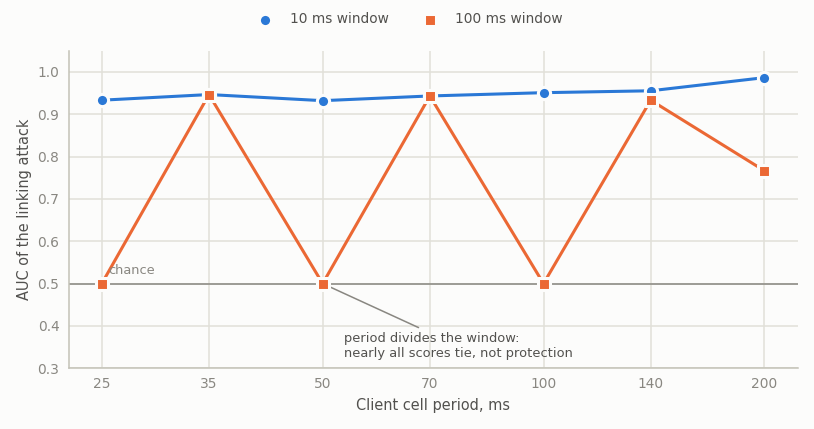 10 ms window
100 ms window
1.0
0.9
0.8
0.7
0.6
0.5
0.4
0.3
AUC of the linking attack
chance
period divides the window:
nearly all scores tie, not protection
25 35 50 70 100 140 200
Client cell period, ms